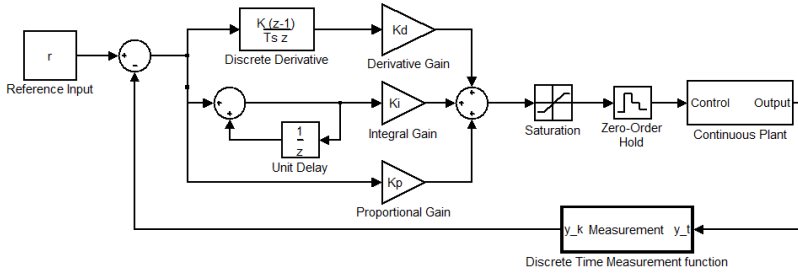 K (z-1)
Ts z
Discrete Derivative
Kd
Derivative Gain
r
Reference Input
+
-
+
+
Ki
Integral Gain
1
z
Unit Delay
Kp
Proportional Gain
+
+
+
Saturation
Zero-Order
Hold
Control Output
Continuous Plant
y_k Measurement y_t
Discrete Time Measurement function